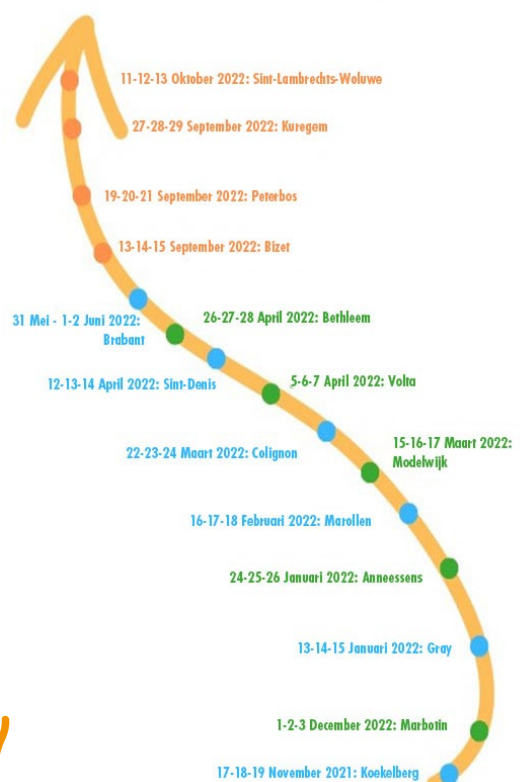 11-12-13 Oktober 2022: Sint-Lambrechts-Woluwe
27-28-29 September 2022: Kuregem
19-20-21 September 2022: Peterbos
13-14-15 September 2022: Bizet
31 Mei - 1-2 Juni 2022:
Brabant
26-27-28 April 2022: Bethleem
12-13-14 April 2022: Sint-Denis
5-6-7 April 2022: Volta
22-23-24 Maart 2022: Colignon
15-16-17 Maart 2022:
Modelwijk
16-17-18 Februari 2022: Marollen
24-25-26 Januari 2022: Anneessens
13-14-15 Januari 2022: Gray
1-2-3 December 2022: Marbotin
17-18-19 November 2021: Koekelberg